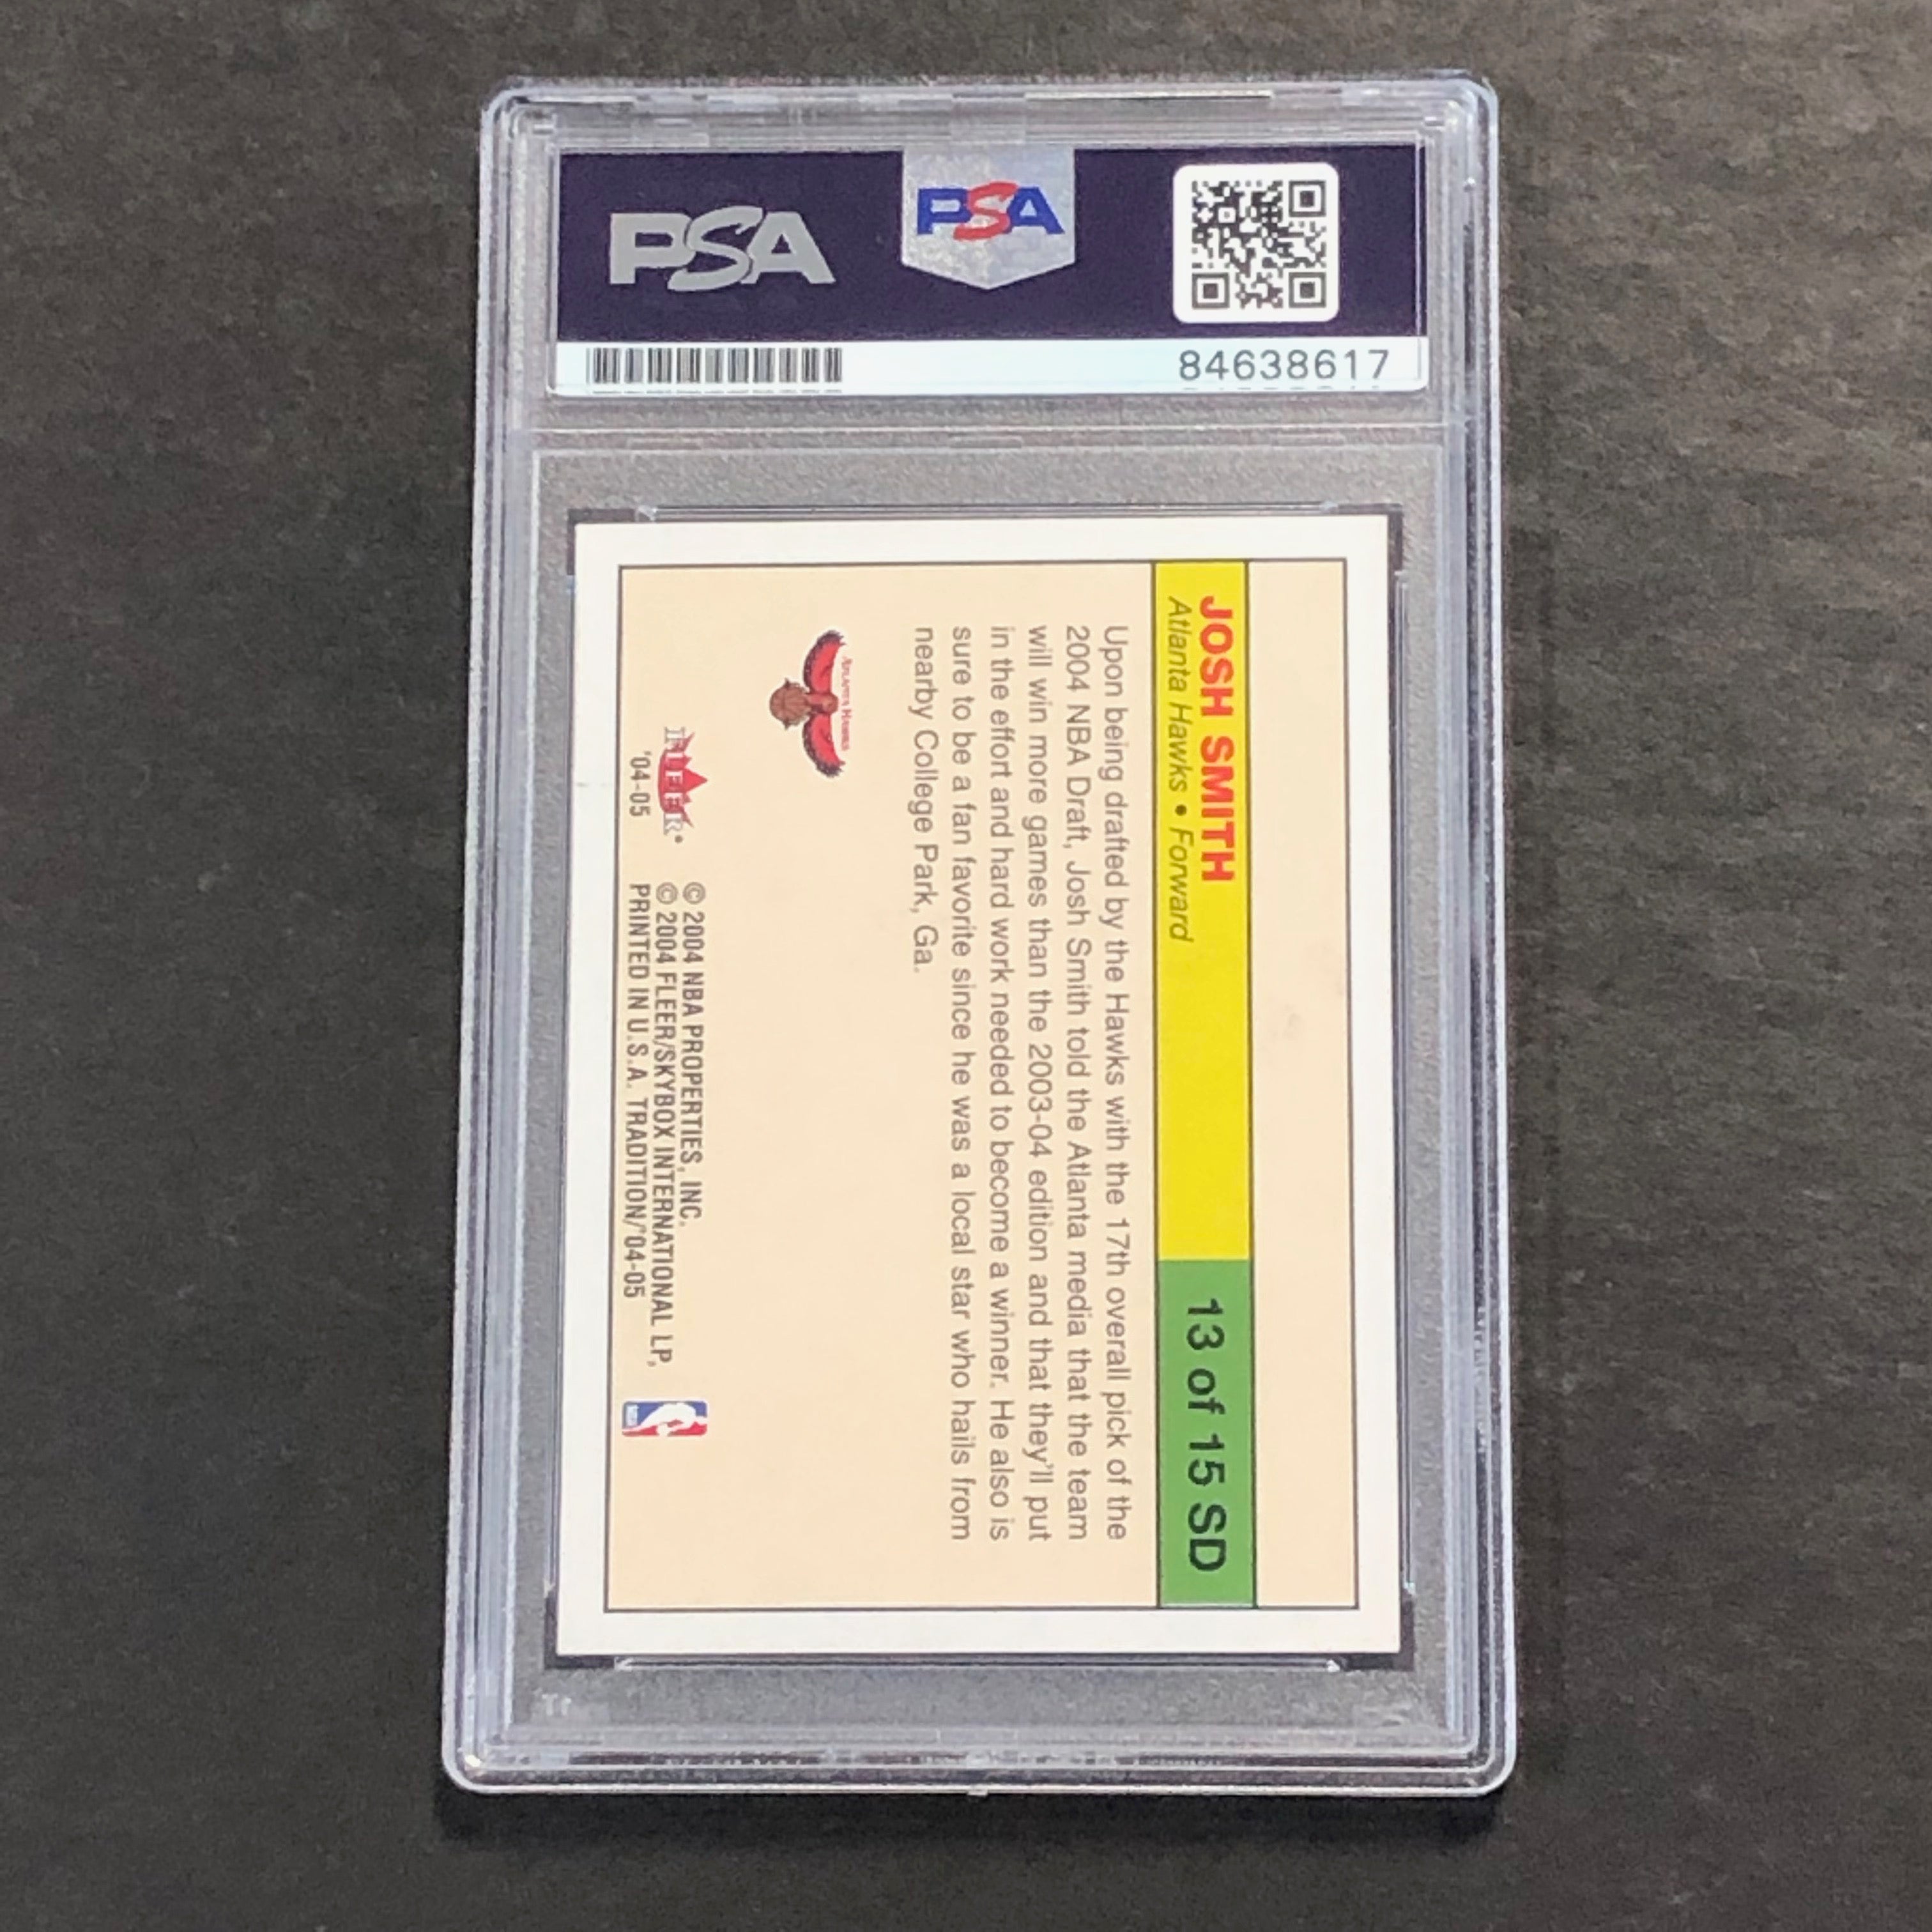 PSA
PSA
84638617
JOSH SMITH
Atlanta Hawks • Forward
13 of 15 SD
Upon being drafted by the Hawks with the 17th overall pick of the
2004 NBA Draft, Josh Smith told the Atlanta media that the team
will win more games than the 2003-04 edition and that they'll put
in the effort and hard work needed to become a winner. He also is
sure to be a fan favorite since he was a local star who hails from
nearby College Park, Ga.
ATLANTA HAWKS
FLEER
'04-05
© 2004 NBA PROPERTIES, INC.
© 2004 FLEER/SKYBOX INTERNATIONAL LP,
PRINTED IN U.S.A. TRADITION/'04-05
NBA